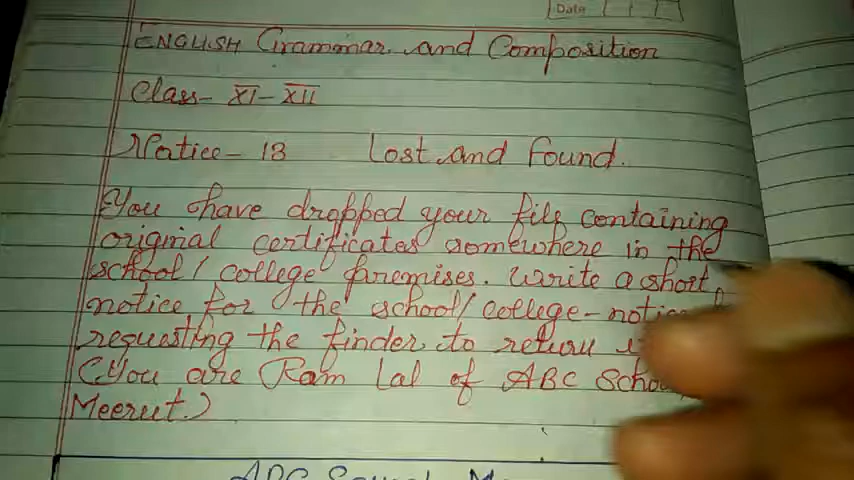 Date
ENGLISH Grammar and Composition
Class- XI - XII
Notice - 13 Lost and Found.
You have dropped your file containing
original certificates somewhere in the
school / college premises. Write a short
notice for the school / college-notice
requesting the finder to return
(You are Ram Lal of ABC School,
Meerut.)
ABC